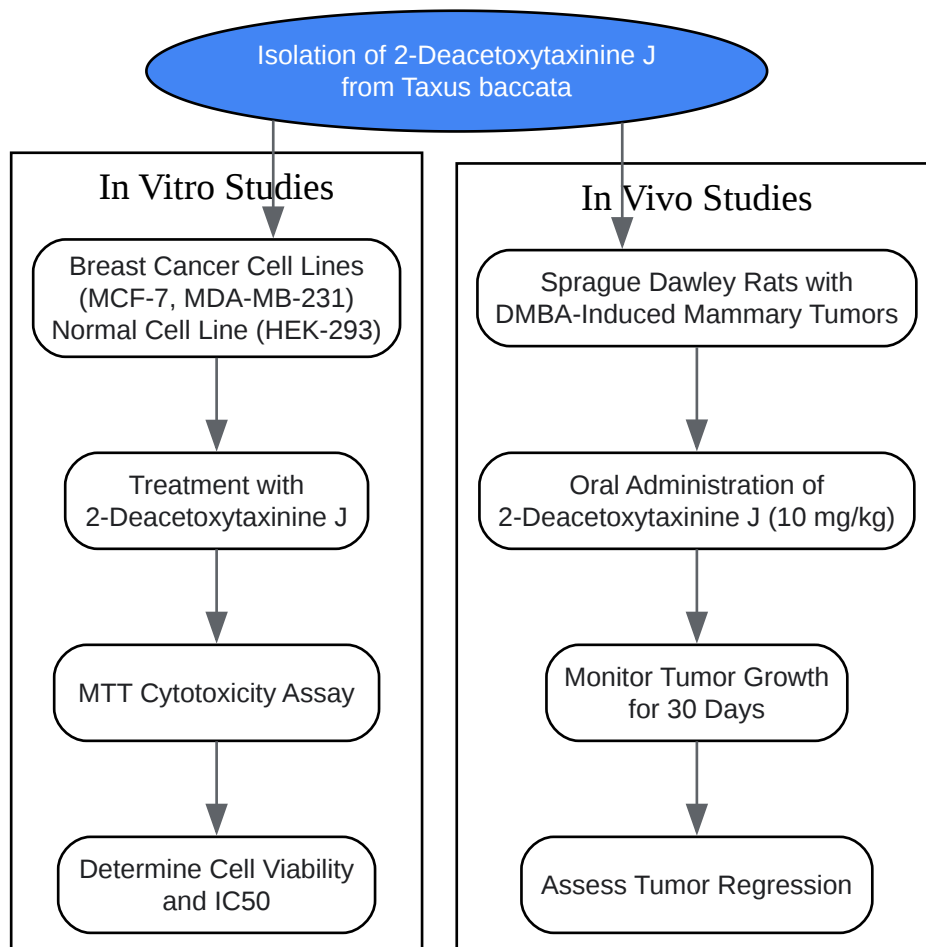 Isolation of 2-Deacetoxytaxinine J
from Taxus baccata
In Vitro Studies
Breast Cancer Cell Lines
(MCF-7, MDA-MB-231)
Normal Cell Line (HEK-293)
Treatment with
2-Deacetoxytaxinine J
MTT Cytotoxicity Assay
Determine Cell Viability
and IC50
In Vivo Studies
Sprague Dawley Rats with
DMBA-Induced Mammary Tumors
Oral Administration of
2-Deacetoxytaxinine J (10 mg/kg)
Monitor Tumor Growth
for 30 Days
Assess Tumor Regression